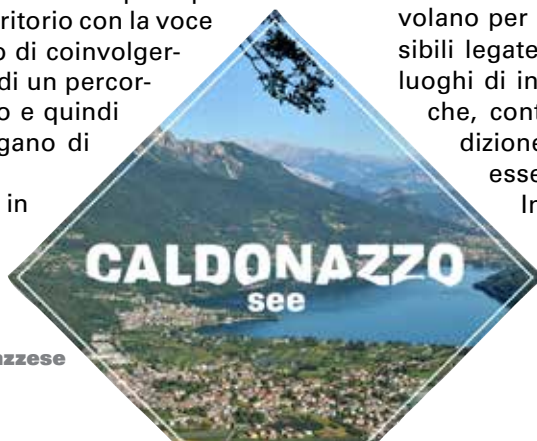 ritorio con la voce
di coinvolger-
di un percor-
o e quindi
gano di
in
CALDONAZZO
see
azzese
volano per
sibili legate
luoghi di in
che, cont
dizione
esse
In